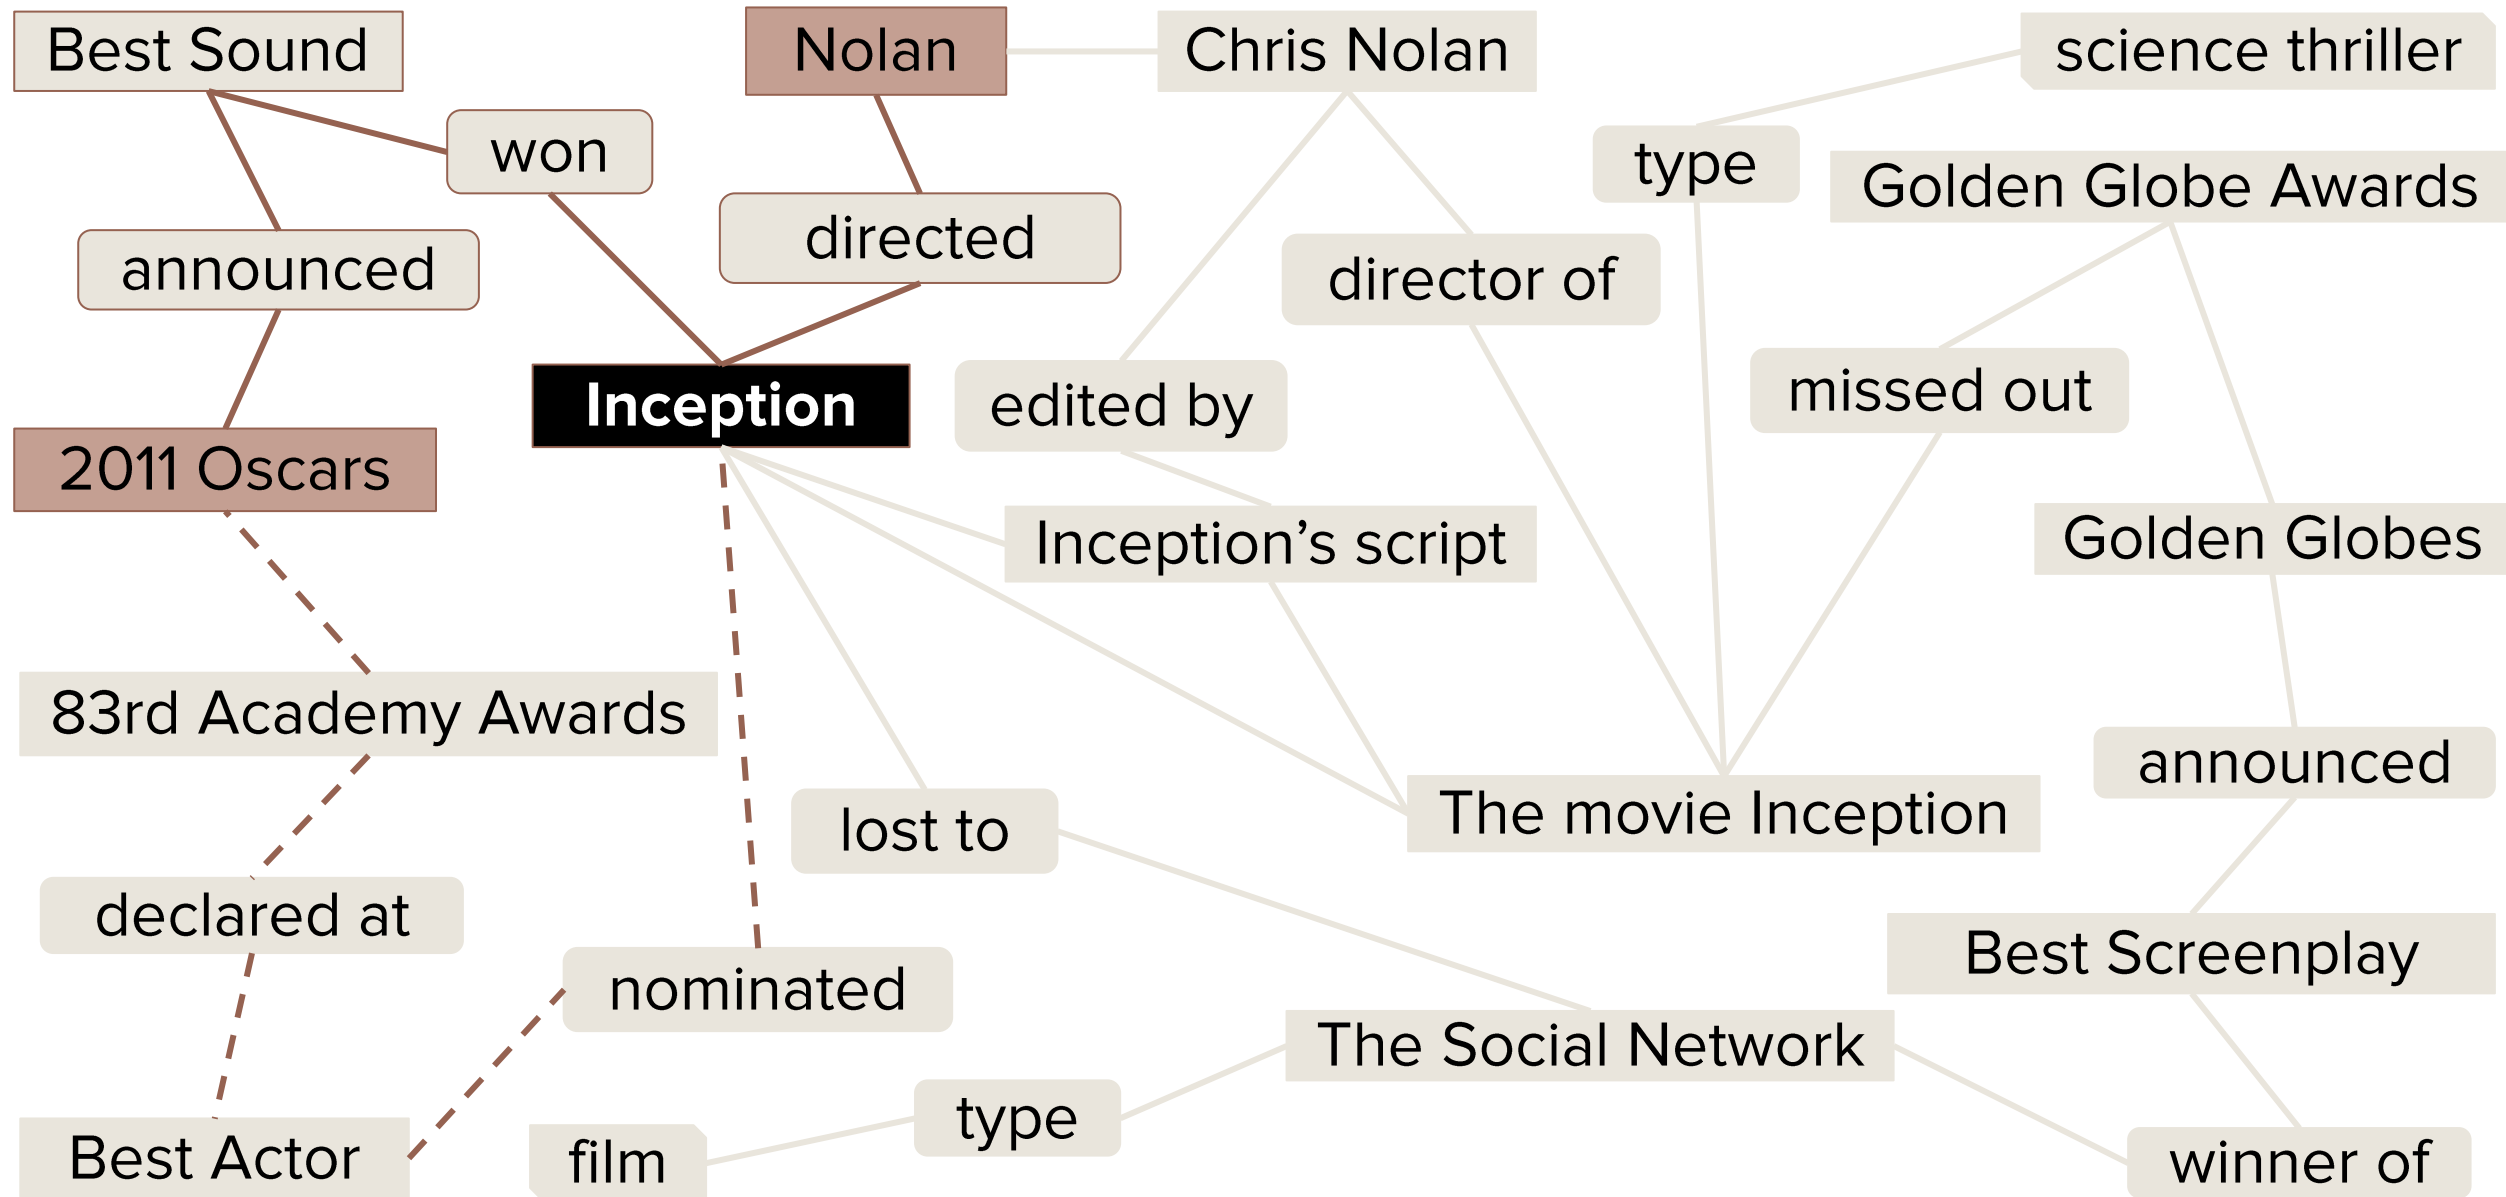 Best Sound
Nolan
Chris Nolan
science thriller
won
type
Golden Globe Awards
directed
announced
director of
Inception
edited by
missed out
2011 Oscars
Inception's script
Golden Globes
83rd Academy Awards
announced
lost to
The movie Inception
declared at
Best Screenplay
nominated
The Social Network
type
Best Actor
film
winner of